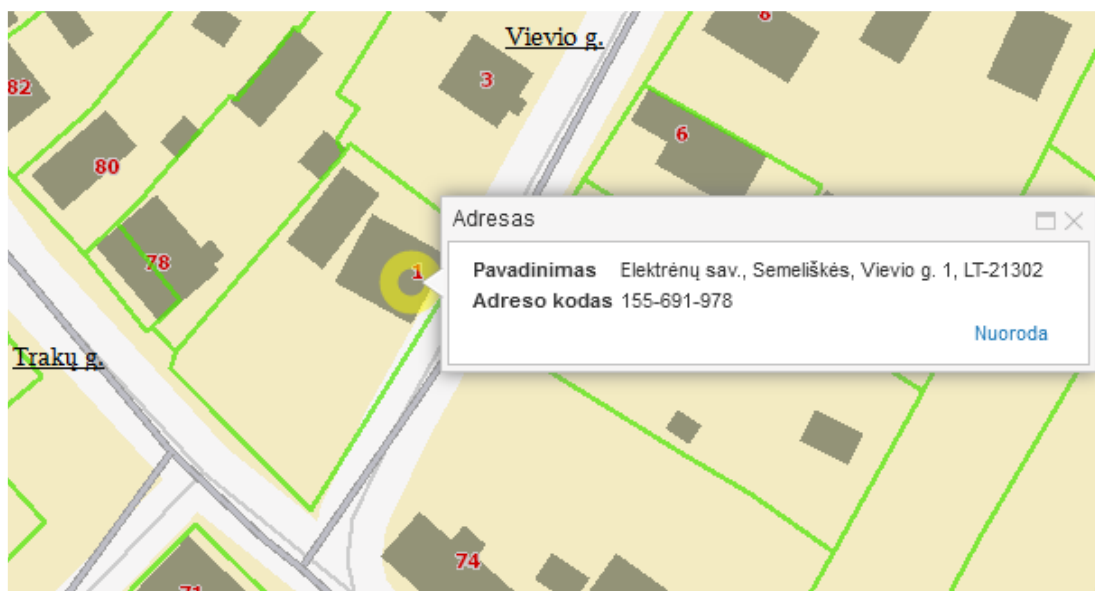 8
Vievio g.
3
82
6
80
Adresas
78
1
Pavadinimas Elektrėnų sav., Semeliškės, Vievio g. 1, LT-21302
Adreso kodas 155-691-978
Nuoroda
Trakų g.
74
71